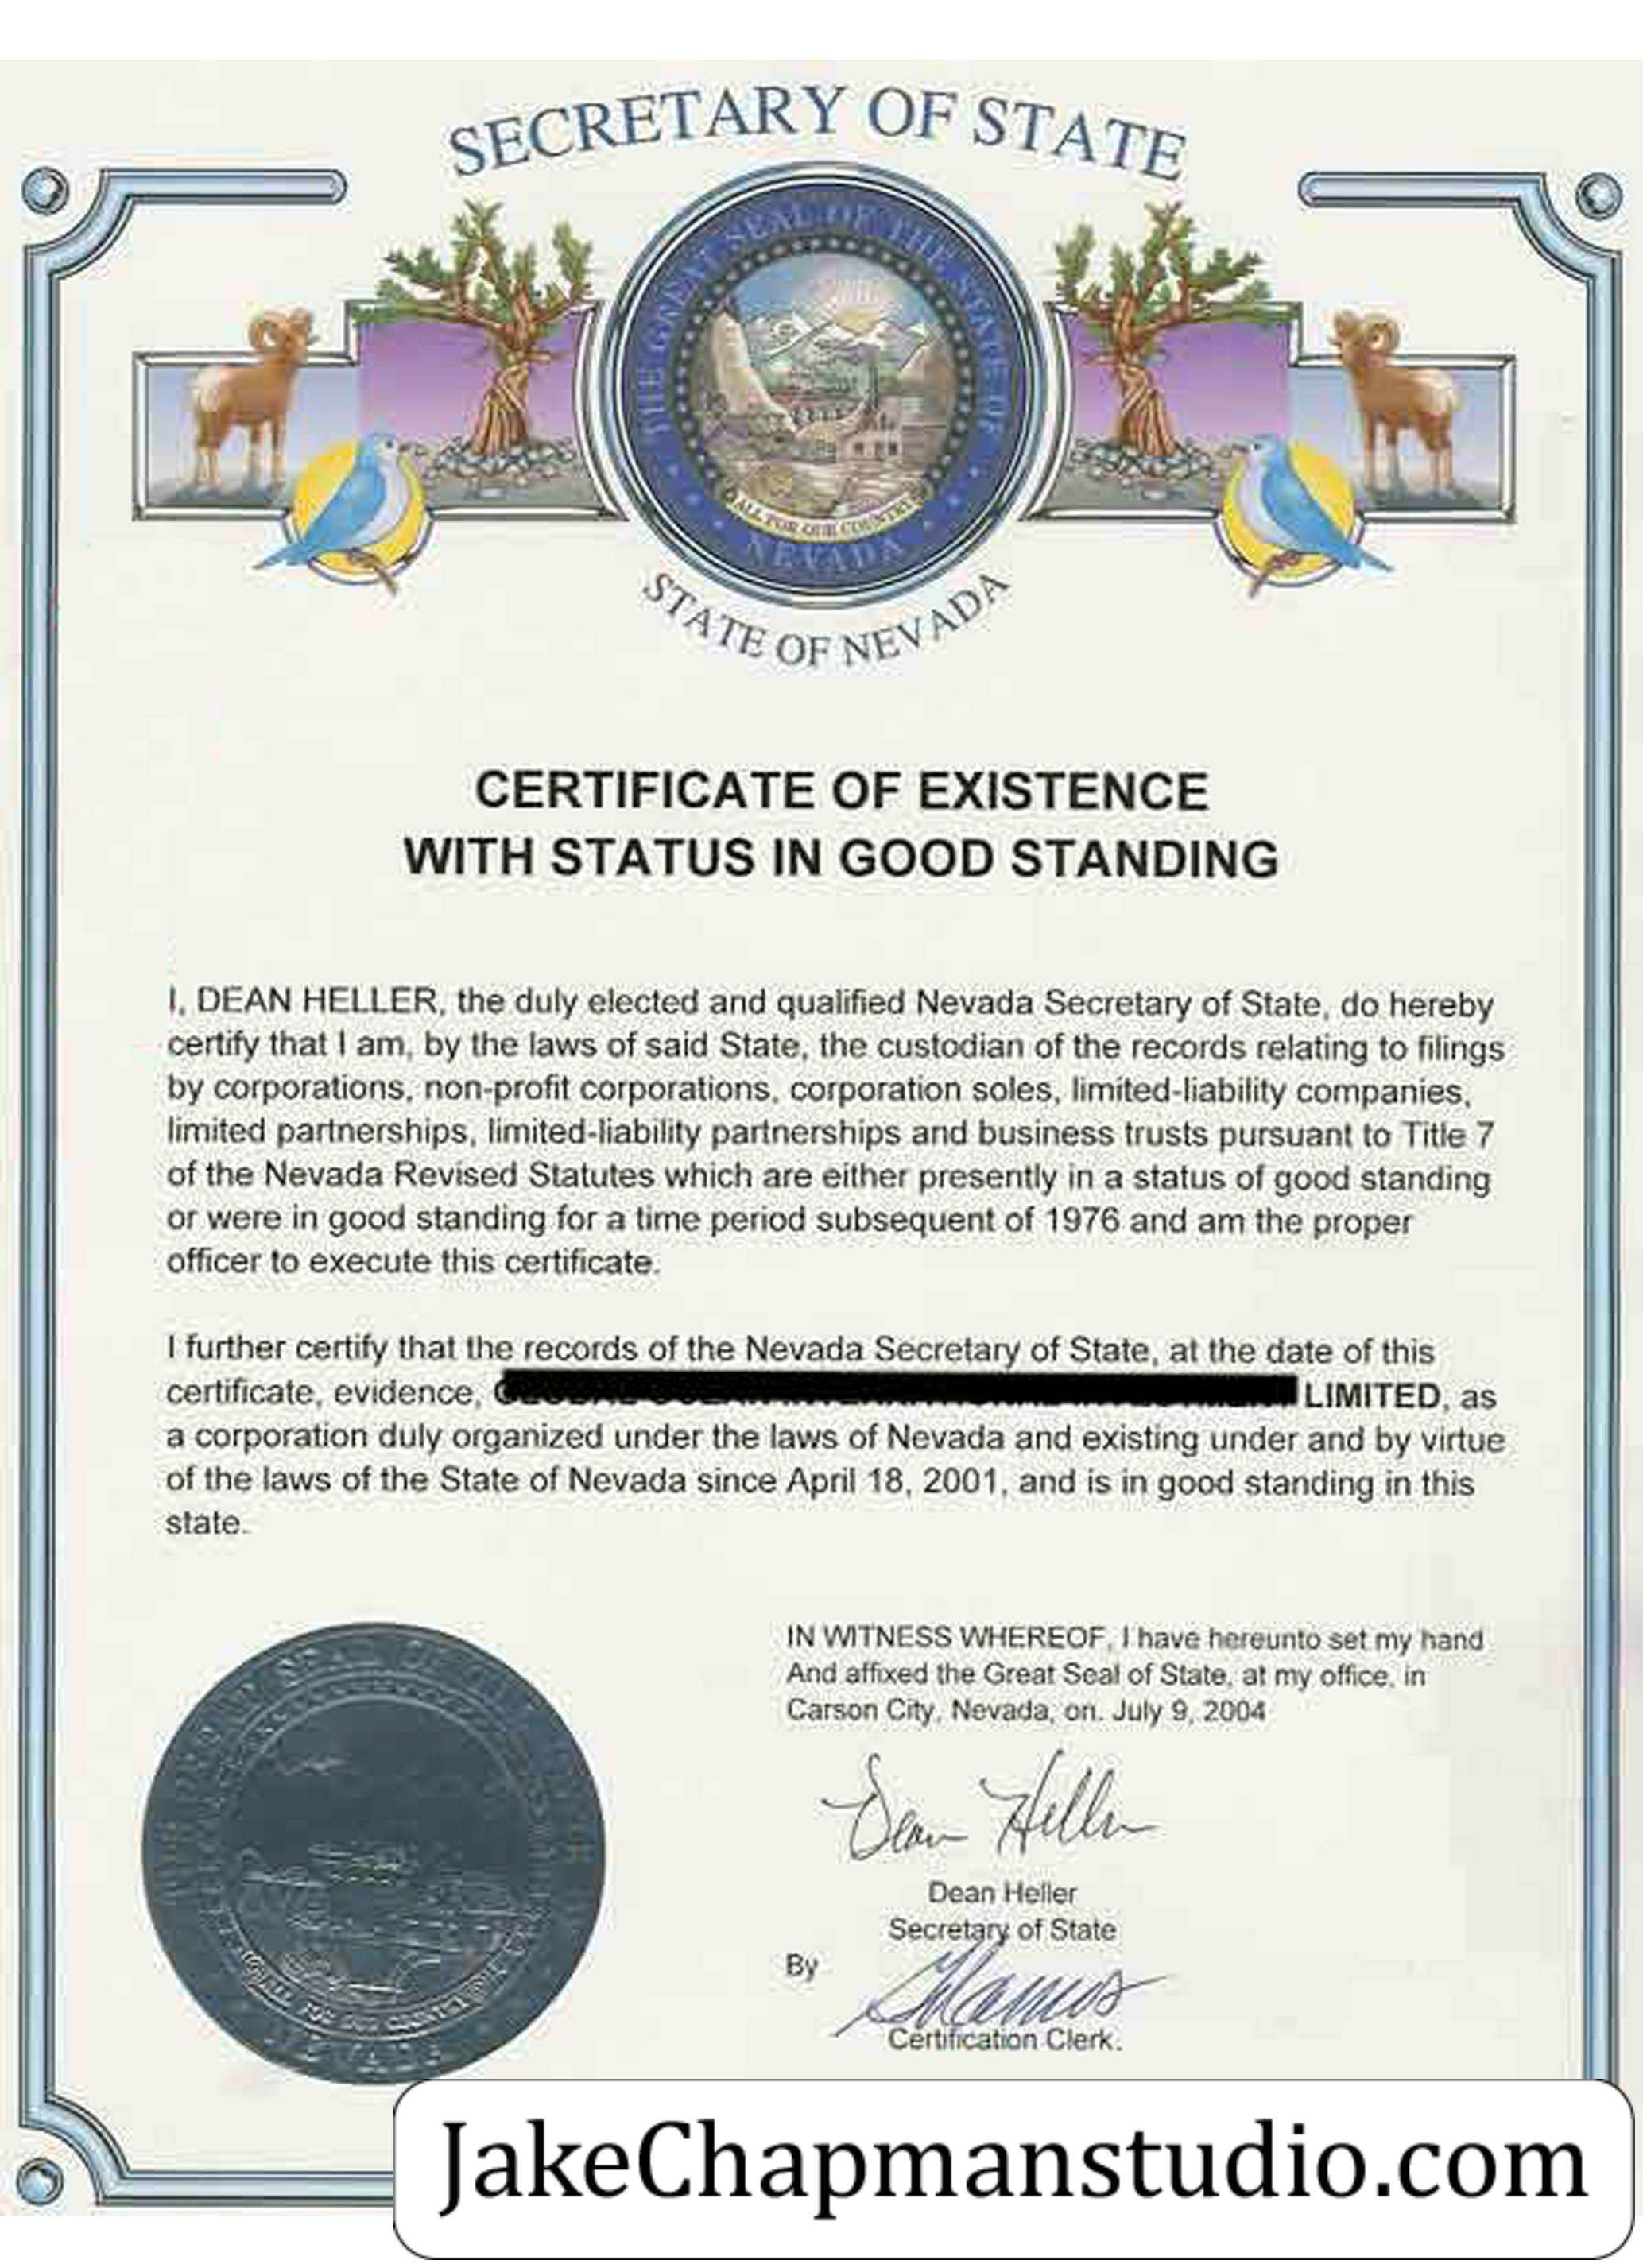 SECRETARY OF STATE
THE GREAT SEAL OF THE STATE OF
ALL FOR OUR COUNTRY
NEVADA
STATE OF NEVADA
CERTIFICATE OF EXISTENCE
WITH STATUS IN GOOD STANDING
I, DEAN HELLER, the duly elected and qualified Nevada Secretary of State, do hereby
certify that I am, by the laws of said State, the custodian of the records relating to filings
by corporations, non-profit corporations, corporation soles, limited-liability companies,
limited partnerships, limited-liability partnerships and business trusts pursuant to Title 7
of the Nevada Revised Statutes which are either presently in a status of good standing
or were in good standing for a time period subsequent of 1976 and am the proper
officer to execute this certificate.
I further certify that the records of the Nevada Secretary of State, at the date of this
certificate, evidence, LIMITED, as
a corporation duly organized under the laws of Nevada and existing under and by virtue
of the laws of the State of Nevada since April 18, 2001, and is in good standing in this
state.
IN WITNESS WHEREOF, I have hereunto set my hand
And affixed the Great Seal of State, at my office, in
Carson City, Nevada, on. July 9, 2004
Dean Heller
Dean Heller
Secretary of State
By
Certification Clerk.
JakeChapmanstudio.com